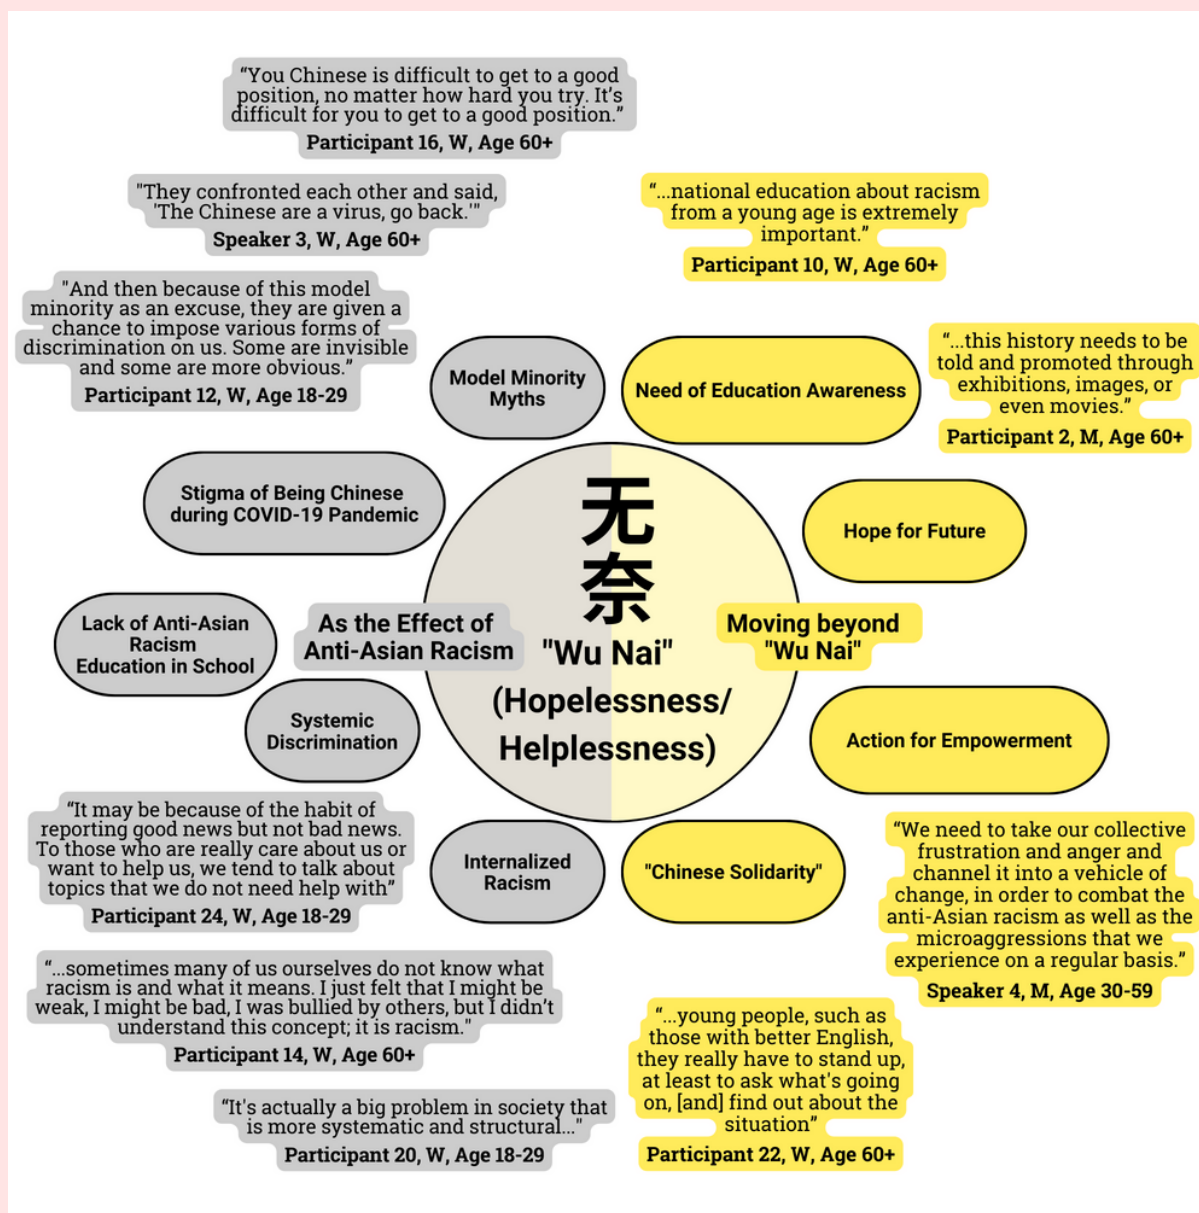 “You Chinese is difficult to get to a good
position, no matter how hard you try. It’s
difficult for you to get to a good position.”
Participant 16, W, Age 60+
"They confronted each other and said,
'The Chinese are a virus, go back.'"
Speaker 3, W, Age 60+
“...national education about racism
from a young age is extremely
important.”
Participant 10, W, Age 60+
"And then because of this model
minority as an excuse, they are given a
chance to impose various forms of
discrimination on us. Some are invisible
and some are more obvious.”
Participant 12, W, Age 18-29
“...this history needs to be
told and promoted through
exhibitions, images, or
even movies.”
Participant 2, M, Age 60+
Model Minority
Myths
Need of Education Awareness
Stigma of Being Chinese
during COVID-19 Pandemic
Hope for Future
无
奈
"Wu Nai"
(Hopelessness/
Helplessness)
As the Effect of
Anti-Asian Racism
Moving beyond
"Wu Nai"
Lack of Anti-Asian
Racism
Education in School
Systemic
Discrimination
Action for Empowerment
Internalized
Racism
"Chinese Solidarity"
“It may be because of the habit of
reporting good news but not bad news.
To those who are really care about us or
want to help us, we tend to talk about
topics that we do not need help with”
Participant 24, W, Age 18-29
“We need to take our collective
frustration and anger and
channel it into a vehicle of
change, in order to combat the
anti-Asian racism as well as the
microaggressions that we
experience on a regular basis.”
Speaker 4, M, Age 30-59
“...sometimes many of us ourselves do not know what
racism is and what it means. I just felt that I might be
weak, I might be bad, I was bullied by others, but I didn’t
understand this concept; it is racism."
Participant 14, W, Age 60+
“...young people, such as
those with better English,
they really have to stand up,
at least to ask what's going
on, [and] find out about the
situation”
Participant 22, W, Age 60+
“It's actually a big problem in society that
is more systematic and structural..."
Participant 20, W, Age 18-29